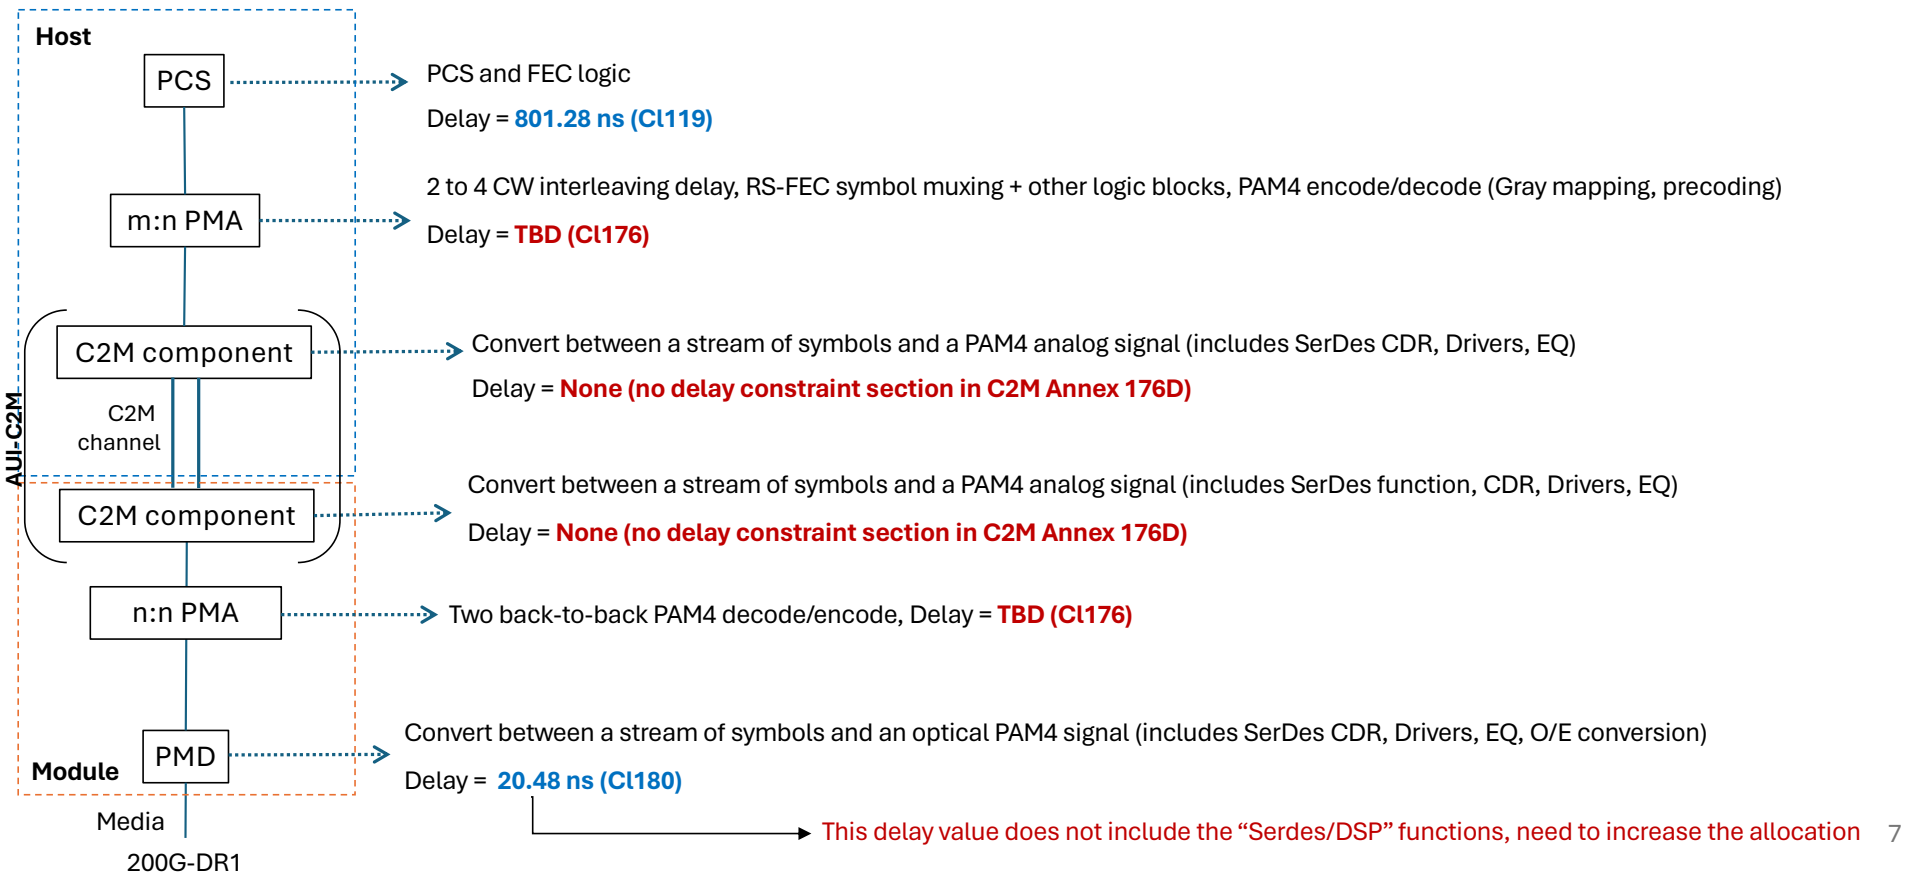 Host
PCS
PCS and FEC logic
Delay = 801.28 ns (Cl119)
m:n PMA
2 to 4 CW interleaving delay, RS-FEC symbol muxing + other logic blocks, PAM4 encode/decode (Gray mapping, precoding)
Delay = TBD (Cl176)
C2M component
Convert between a stream of symbols and a PAM4 analog signal (includes SerDes CDR, Drivers, EQ)
Delay = None (no delay constraint section in C2M Annex 176D)
AUI-C2M
C2M
channel
C2M component
Convert between a stream of symbols and a PAM4 analog signal (includes SerDes function, CDR, Drivers, EQ)
Delay = None (no delay constraint section in C2M Annex 176D)
n:n PMA
Two back-to-back PAM4 decode/encode, Delay = TBD (Cl176)
PMD
Module
Convert between a stream of symbols and an optical PAM4 signal (includes SerDes CDR, Drivers, EQ, O/E conversion)
Delay = 20.48 ns (Cl180)
This delay value does not include the “Serdes/DSP” functions, need to increase the allocation
7
Media
200G-DR1